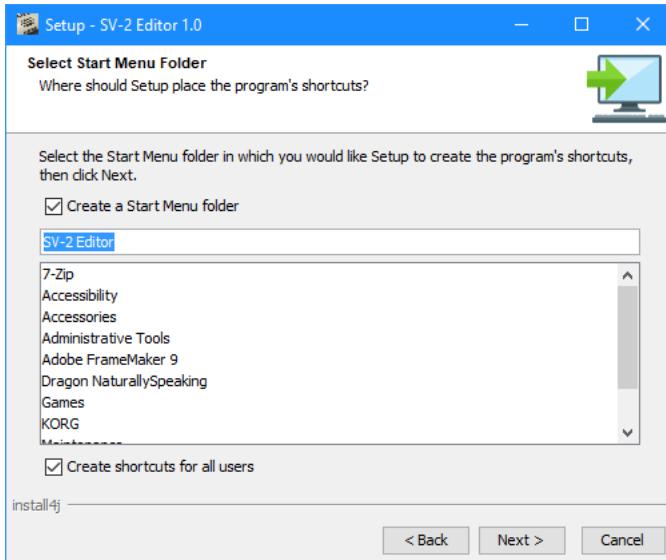 Setup - SV-2 Editor 1.0
Select Start Menu Folder
Where should Setup place the program's shortcuts?
Select the Start Menu folder in which you would like Setup to create the program's shortcuts,
then click Next.
Create a Start Menu folder
SV-2 Editor
7-Zip
Accessibility
Accessories
Administrative Tools
Adobe FrameMaker 9
Dragon NaturallySpeaking
Games
KORG
Maintenance
Create shortcuts for all users
install4j
< Back Next > Cancel